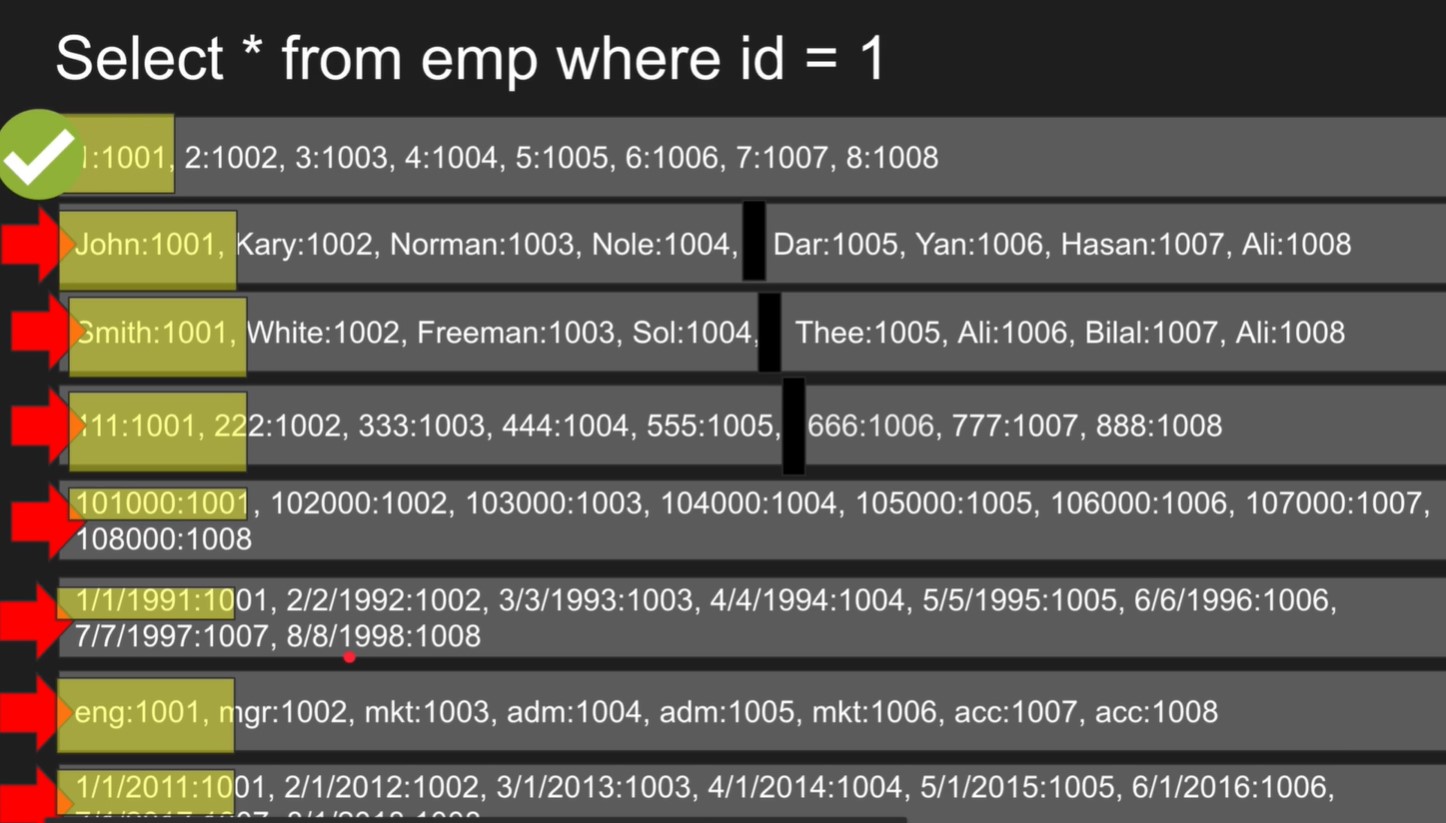 Select * from emp where id = 1
1:1001, 2:1002, 3:1003, 4:1004, 5:1005, 6:1006, 7:1007, 8:1008
John:1001, Kary:1002, Norman:1003, Nole:1004, Dar:1005, Yan:1006, Hasan:1007, Ali:1008
Smith:1001, White:1002, Freeman:1003, Sol:1004, Thee:1005, Ali:1006, Bilal:1007, Ali:1008
111:1001, 222:1002, 333:1003, 444:1004, 555:1005, 666:1006, 777:1007, 888:1008
101000:1001, 102000:1002, 103000:1003, 104000:1004, 105000:1005, 106000:1006, 107000:1007,
108000:1008
1/1/1991:1001, 2/2/1992:1002, 3/3/1993:1003, 4/4/1994:1004, 5/5/1995:1005, 6/6/1996:1006,
7/7/1997:1007, 8/8/1998:1008
eng:1001, mgr:1002, mkt:1003, adm:1004, adm:1005, mkt:1006, acc:1007, acc:1008
1/1/2011:1001, 2/1/2012:1002, 3/1/2013:1003, 4/1/2014:1004, 5/1/2015:1005, 6/1/2016:1006,